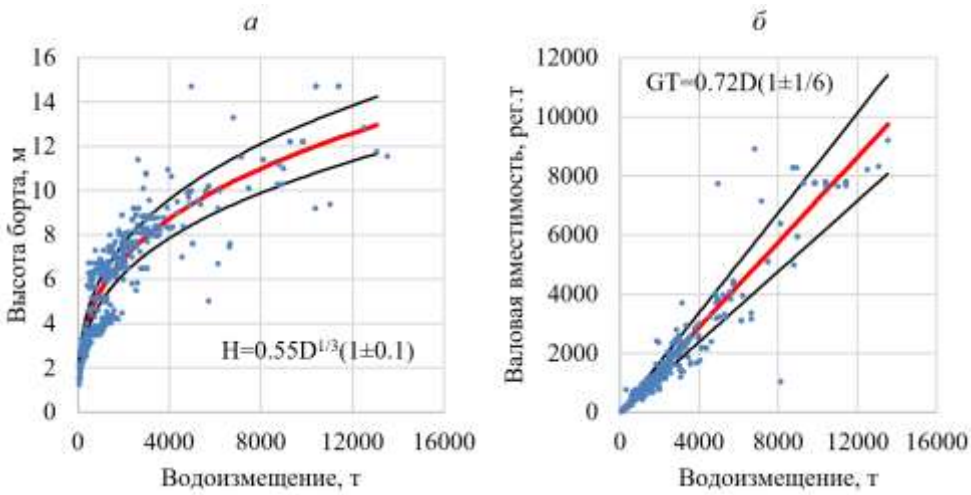 а
Высота борта, м
16
14
12
10
8
6
4
2
0
H=0.55D^1/3(1±0.1)
0 4000 8000 12000 16000
Водоизмещение, т
б
Валовая вместимость, рег.т
12000
10000
8000
6000
4000
2000
0
GT=0.72D(1±1/6)
0 4000 8000 12000 16000
Водоизмещение, т